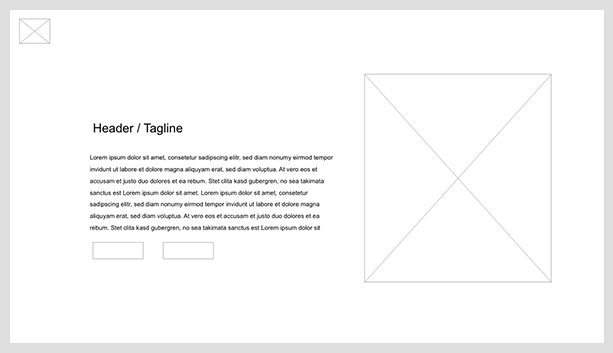 Header / Tagline
Lorem ipsum dolor sit amet, consetetur sadipscing elitr, sed diam nonumy eirmod tempor
invidunt ut labore et dolore magna aliquyam erat, sed diam voluptua. At vero eos et
accusam et justo duo dolores et ea rebum. Stet clita kasd gubergren, no sea takimata
sanctus est Lorem ipsum dolor sit amet. Lorem ipsum dolor sit amet, consetetur
sadipscing elitr, sed diam nonumy eirmod tempor invidunt ut labore et dolore magna
aliquyam erat, sed diam voluptua. At vero eos et accusam et justo duo dolores et ea
rebum. Stet clita kasd gubergren, no sea takimata sanctus est Lorem ipsum dolor sit